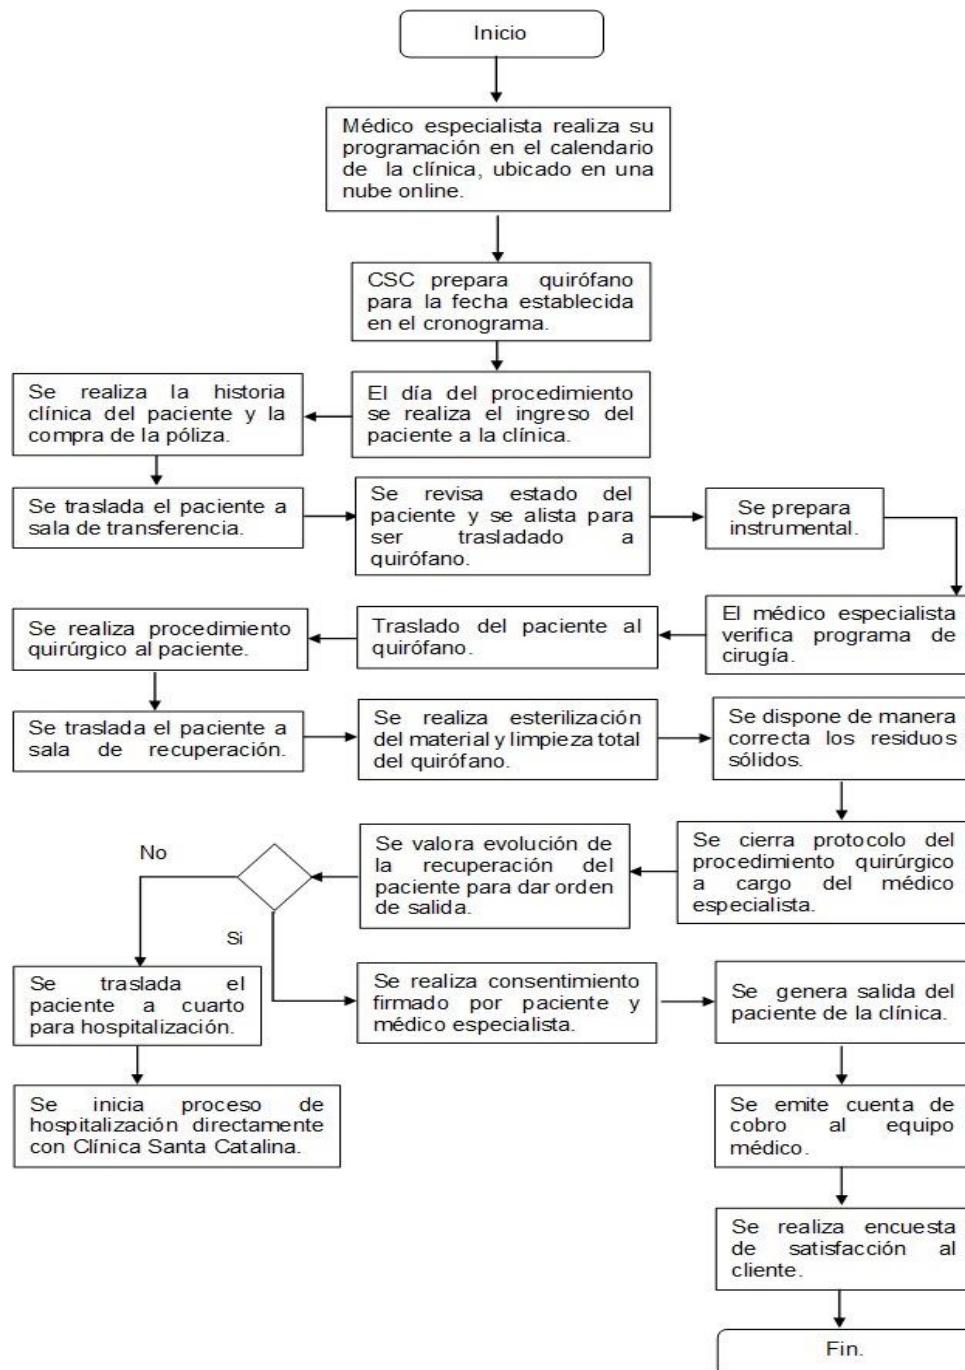 Inicio
Médico especialista realiza su
programación en el calendario
de la clínica, ubicado en una
nube online.
CSC prepara quirófano
para la fecha establecida
en el cronograma.
El día del procedimiento
se realiza el ingreso del
paciente a la clínica.
Se realiza la historia
clínica del paciente y la
compra de la póliza.
Se traslada el paciente a
sala de transferencia.
Se revisa estado del
paciente y se alista para
ser trasladado a
quirófano.
Se prepara
instrumental.
El médico especialista
verifica programa de
cirugía.
Traslado del paciente al
quirófano.
Se realiza procedimiento
quirúrgico al paciente.
Se traslada el paciente a
sala de recuperación.
Se realiza esterilización
del material y limpieza total
del quirófano.
Se dispone de manera
correcta los residuos
sólidos.
Se cierra protocolo del
procedimiento quirúrgico
a cargo del médico
especialista.
Se valora evolución de
la recuperación del
paciente para dar orden
de salida.
No
Si
Se traslada el
paciente a cuarto
para hospitalización.
Se inicia proceso de
hospitalización directamente
con Clínica Santa Catalina.
Se realiza consentimiento
firmado por paciente y
médico especialista.
Se genera salida del
paciente de la clínica.
Se emite cuenta de
cobro al equipo
médico.
Se realiza encuesta
de satisfacción al
cliente.
Fin.